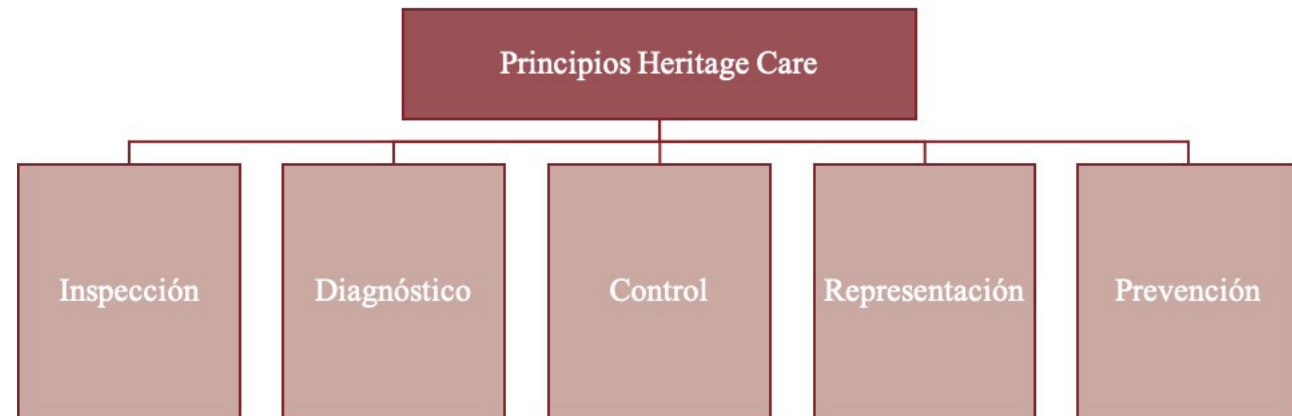 Principios Heritage Care
Inspección
Diagnóstico
Control
Representación
Prevención